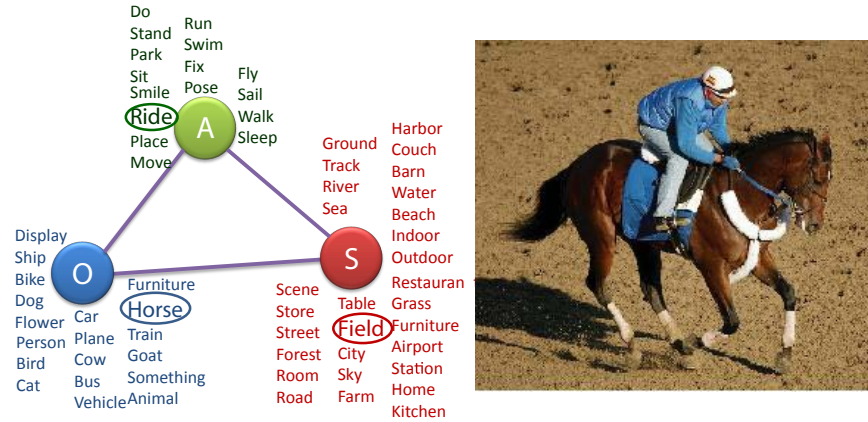 Do
Stand
Park
Sit
Smile
Ride
Place
Move
Run
Swim
Fix
Pose
Fly
Sail
Walk
Sleep
A
Ground
Track
River
Sea
Harbor
Couch
Barn
Water
Beach
Indoor
Outdoor
Restauran
Grass
Furniture
Airport
Station
Home
Kitchen
S
Display
Ship
Bike
Dog
Flower
Person
Bird
Cat
O
Car
Plane
Cow
Bus
Vehicle
Furniture
Horse
Train
Goat
Something
Animal
Scene
Store
Street
Forest
Room
Road
Table
Field
City
Sky
Farm